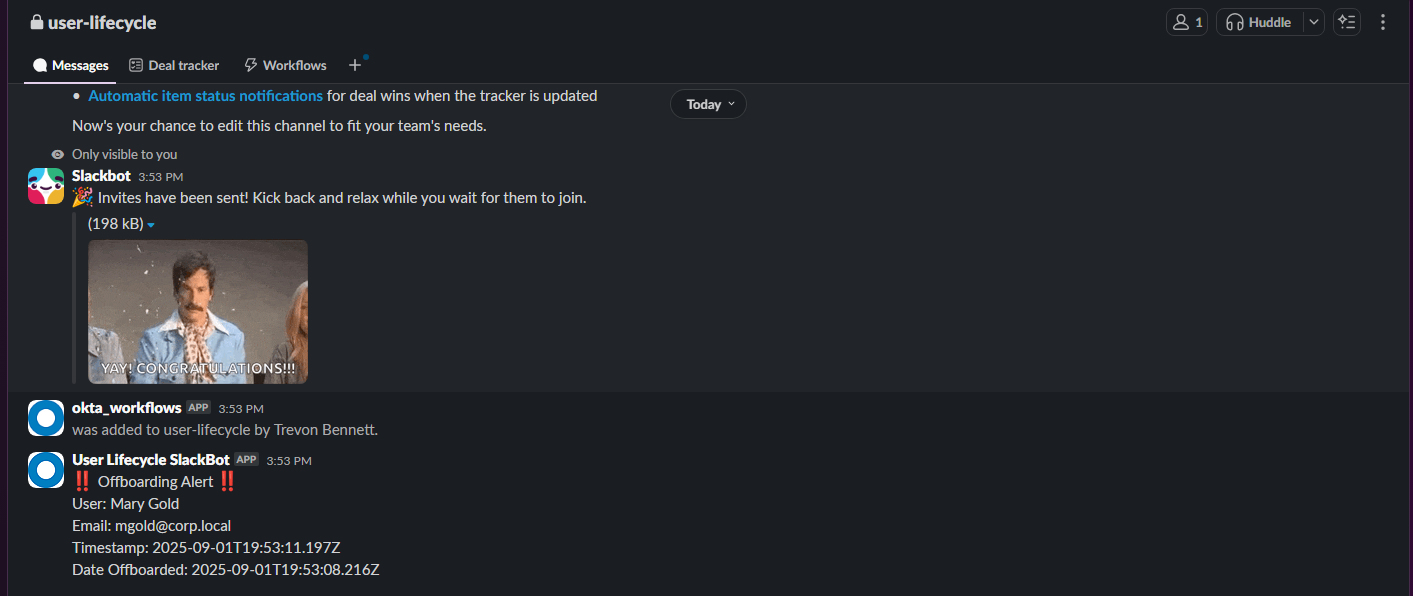 user-lifecycle
1
Huddle
Messages
Deal tracker
Workflows
Automatic item status notifications for deal wins when the tracker is updated
Today
Now's your chance to edit this channel to fit your team's needs.
Only visible to you
Slackbot 3:53 PM
🎉 Invites have been sent! Kick back and relax while you wait for them to join.
(198 kB)
YAY! CONGRATULATIONS!!!
okta_workflows APP 3:53 PM
was added to user-lifecycle by Trevon Bennett.
User Lifecycle SlackBot APP 3:53 PM
‼️ Offboarding Alert ‼️
User: Mary Gold
Email: mgold@corp.local
Timestamp: 2025-09-01T19:53:11.197Z
Date Offboarded: 2025-09-01T19:53:08.216Z